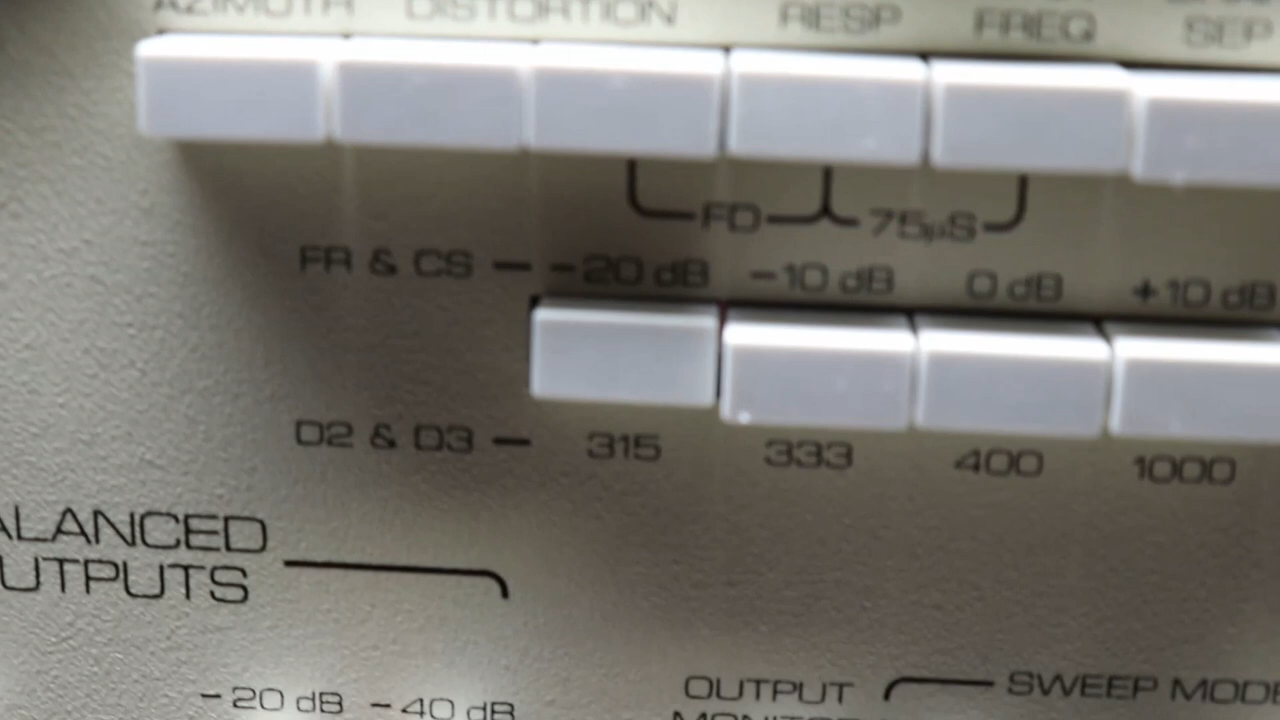 AZIMUTH DISTORTION RESP FREQ SEP
FD 75µS
FR & CS — -20 dB -10 dB 0 dB +10 dB
D2 & D3 — 315 333 400 1000
ALANCED
UTPUTS
-20 dB -40 dB
OUTPUT SWEEP MODE